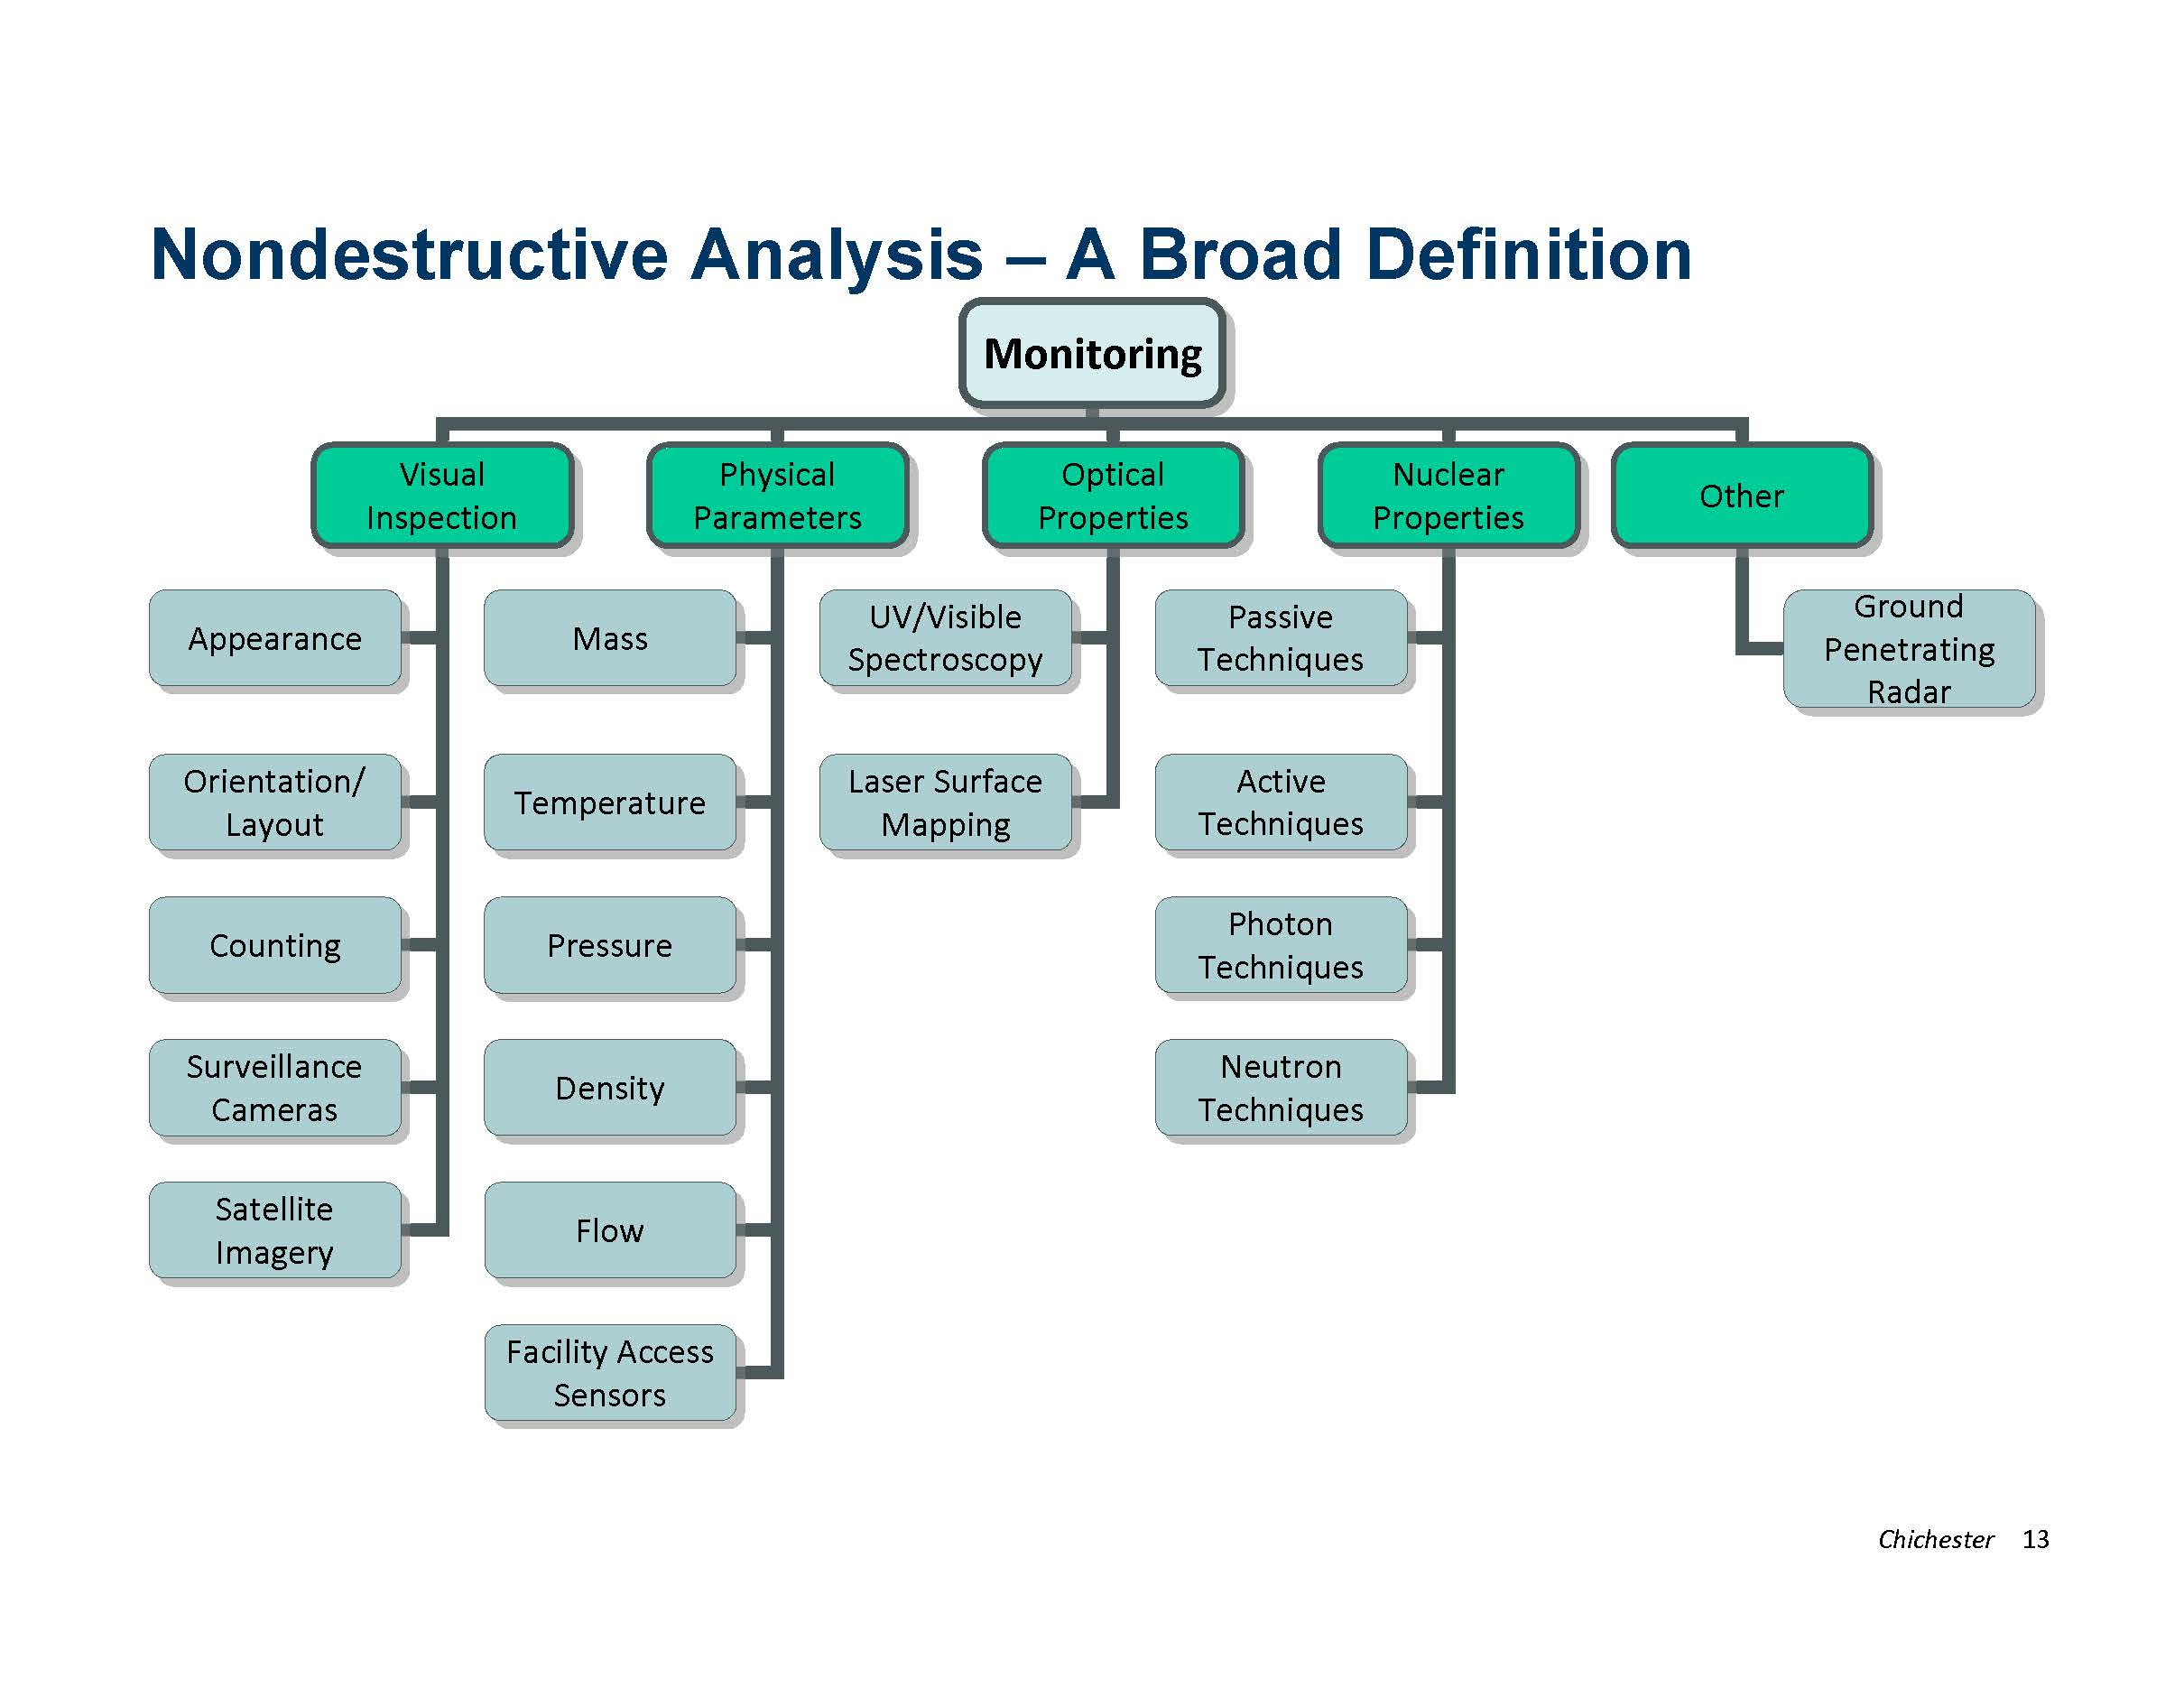 Nondestructive Analysis – A Broad Definition
Monitoring
Visual
Inspection
Physical
Parameters
Optical
Properties
Nuclear
Properties
Other
Appearance
Orientation/
Layout
Counting
Surveillance
Cameras
Satellite
Imagery
Mass
Temperature
Pressure
Density
Flow
Facility Access
Sensors
UV/Visible
Spectroscopy
Laser Surface
Mapping
Passive
Techniques
Active
Techniques
Photon
Techniques
Neutron
Techniques
Ground
Penetrating
Radar
Chichester 13